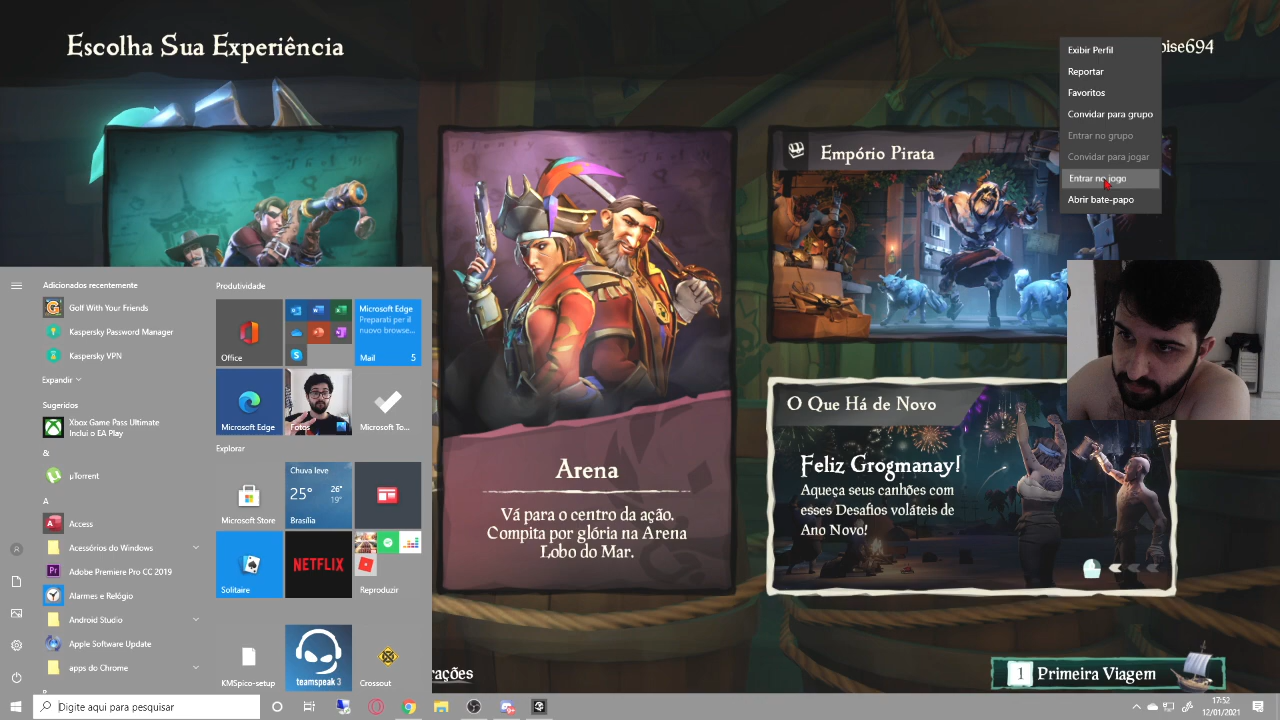 Escolha Sua Experiência
oise694
Exibir Perfil
Reportar
Favoritos
Convidar para grupo
Entrar no grupo
Convidar para jogar
Entrar no jogo
Abrir bate-papo
Empório Pirata
Arena
Vá para o centro da ação.
Compita por glória na Arena
Lobo do Mar.
O Que Há de Novo
Feliz Grogmanay!
Aqueça seus canhões com
esses Desafios voláteis de
Ano Novo!
rações
1 Primeira Viagem
Adicionados recentemente
Golf With Your Friends
Kaspersky Password Manager
Kaspersky VPN
Expandir
Sugeridos
Xbox Game Pass Ultimate
Inclui o EA Play
&
µTorrent
A
Access
Acessórios do Windows
Adobe Premiere Pro CC 2019
Alarmes e Relógio
Android Studio
Apple Software Update
apps do Chrome
Produtividade
Office
Microsoft Edge
Preparati per il
nuovo browse...
Mail 5
Microsoft Edge
Fotos
Microsoft To...
Explorar
Microsoft Store
Chuva leve
25° 26°
19°
Brasília
Solitaire
NETFLIX
Reproduzir
KMSpico-setup
teamspeak 3
Crossout
Digite aqui para pesquisar
17:52
12/01/2021